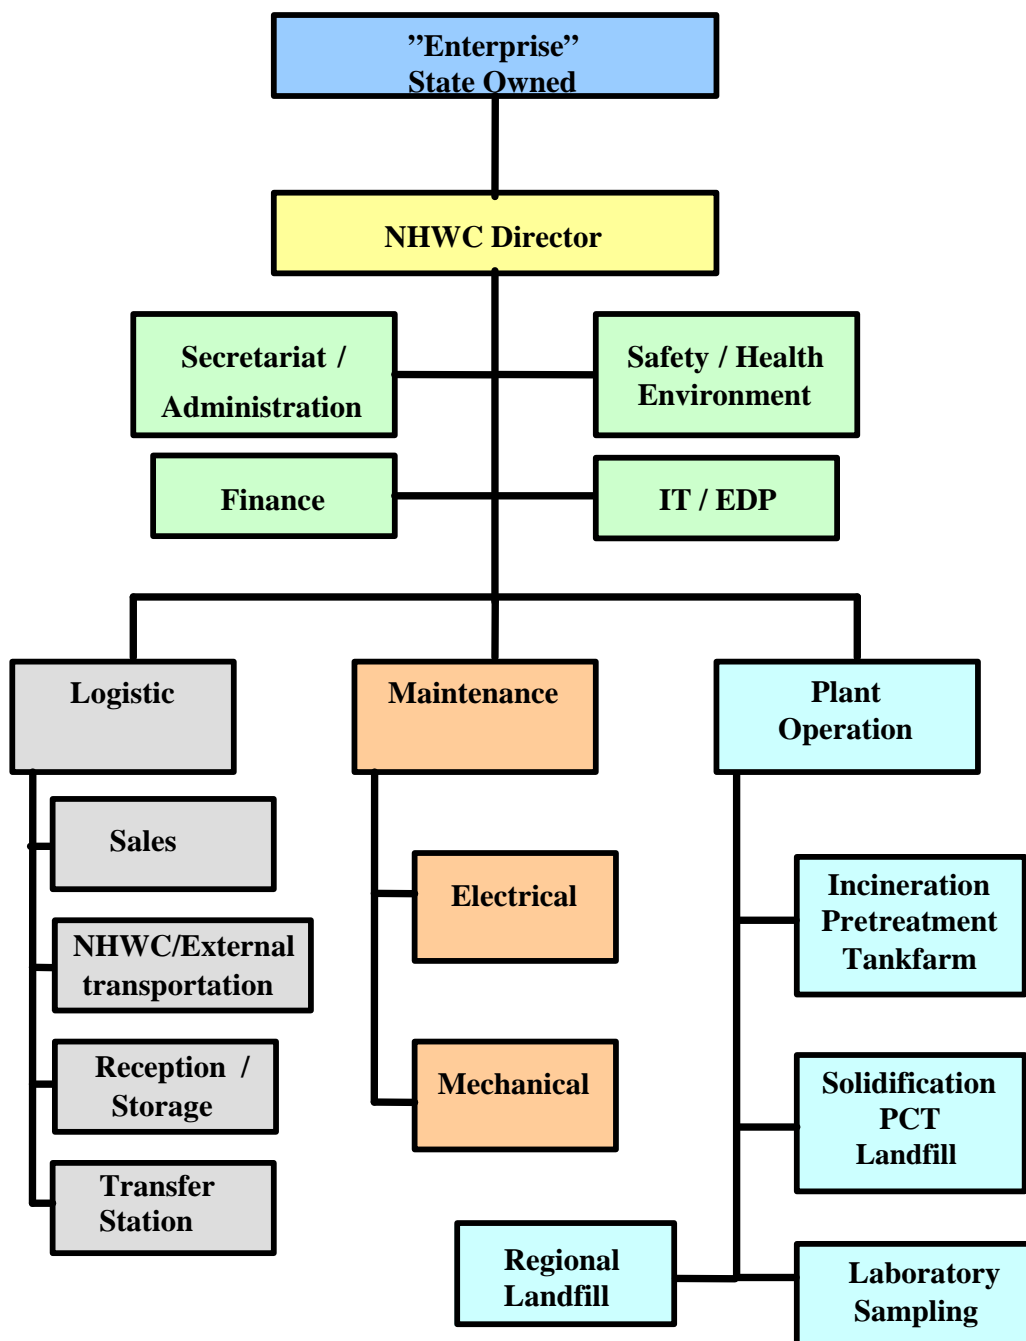 ”Enterprise”
State Owned
NHWC Director
Secretariat /
Administration
Safety / Health
Environment
Finance
IT / EDP
Logistic
Maintenance
Plant
Operation
Sales
NHWC/External
transportation
Reception /
Storage
Transfer
Station
Electrical
Mechanical
Incineration
Pretreatment
Tankfarm
Solidification
PCT
Landfill
Regional
Landfill
Laboratory
Sampling